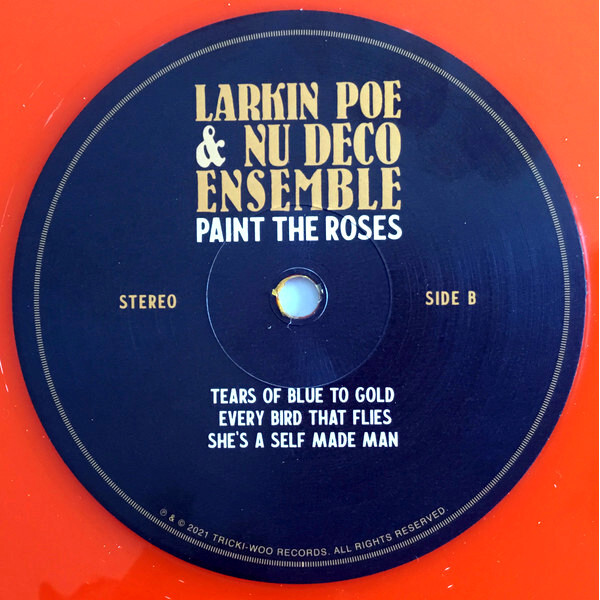 LARKIN POE
& NU DECO
ENSEMBLE
PAINT THE ROSES
STEREO
SIDE B
TEARS OF BLUE TO GOLD
EVERY BIRD THAT FLIES
SHE'S A SELF MADE MAN
℗ & © 2021 TRICKI-WOO RECORDS. ALL RIGHTS RESERVED.